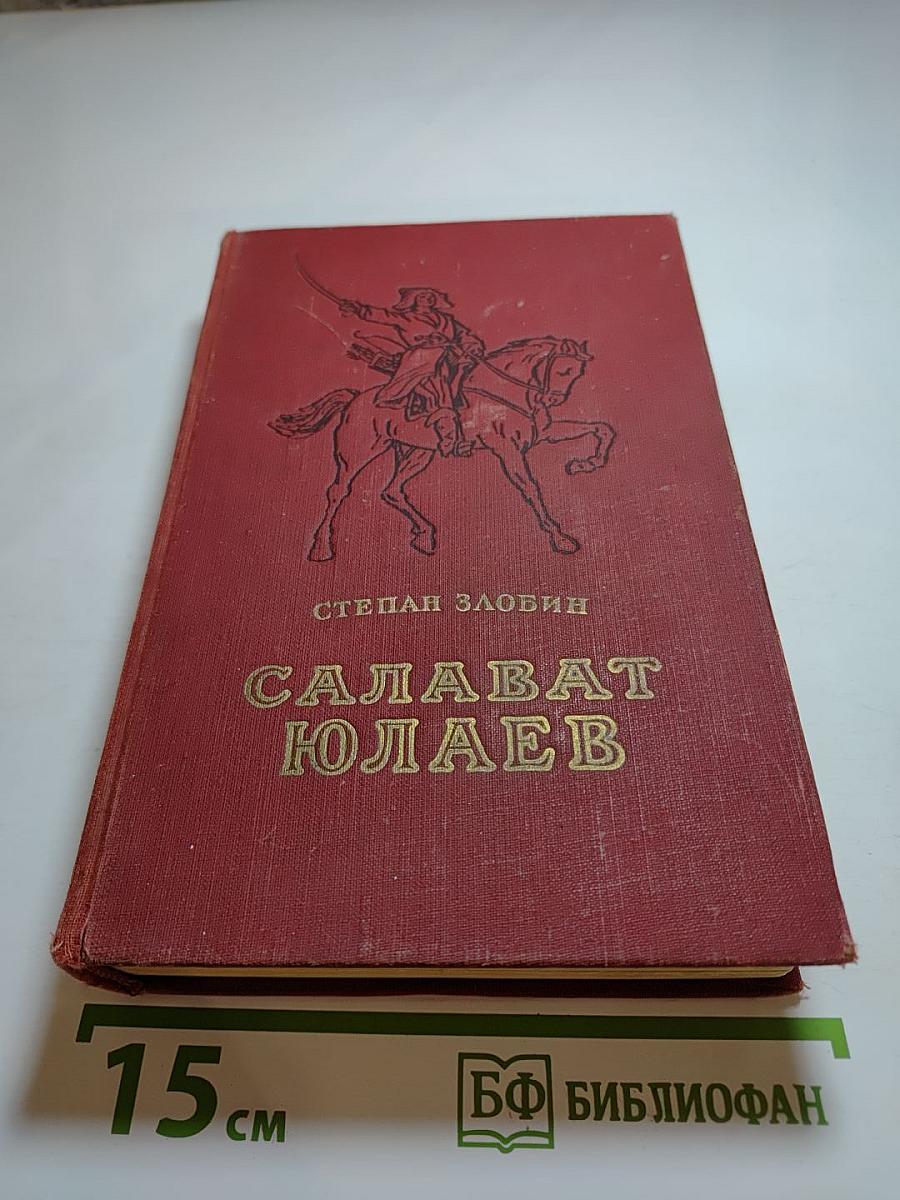 СТЕПАН ЗЛОБИН
САЛАВАТ
ЮЛАЕВ
15 см
БФ БИБЛИОФАН